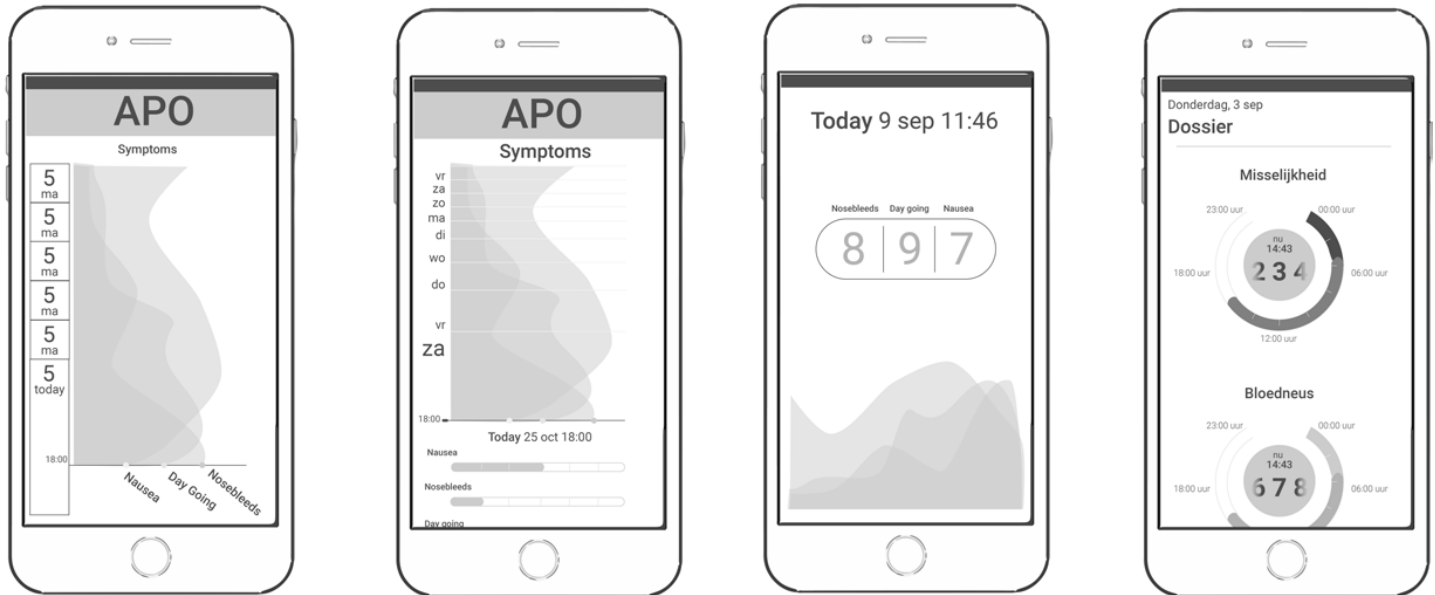 APO
Symptoms
5
ma
5
ma
5
ma
5
ma
5
ma
5
today
18:00
Nausea
Day Going
Nosebleeds
APO
Symptoms
vr
za
zo
ma
di
wo
do
vr
za
18:00
Today 25 oct 18:00
Nausea
Nosebleeds
Day going
Today 9 sep 11:46
Nosebleeds Day going Nausea
8 9 7
Donderdag, 3 sep
Dossier
Misselijkheid
23:00 uur 00:00 uur
nu
14:43
2 3 4
18:00 uur 06:00 uur
12:00 uur
Bloedneus
23:00 uur 00:00 uur
nu
14:43
6 7 8
18:00 uur 06:00 uur